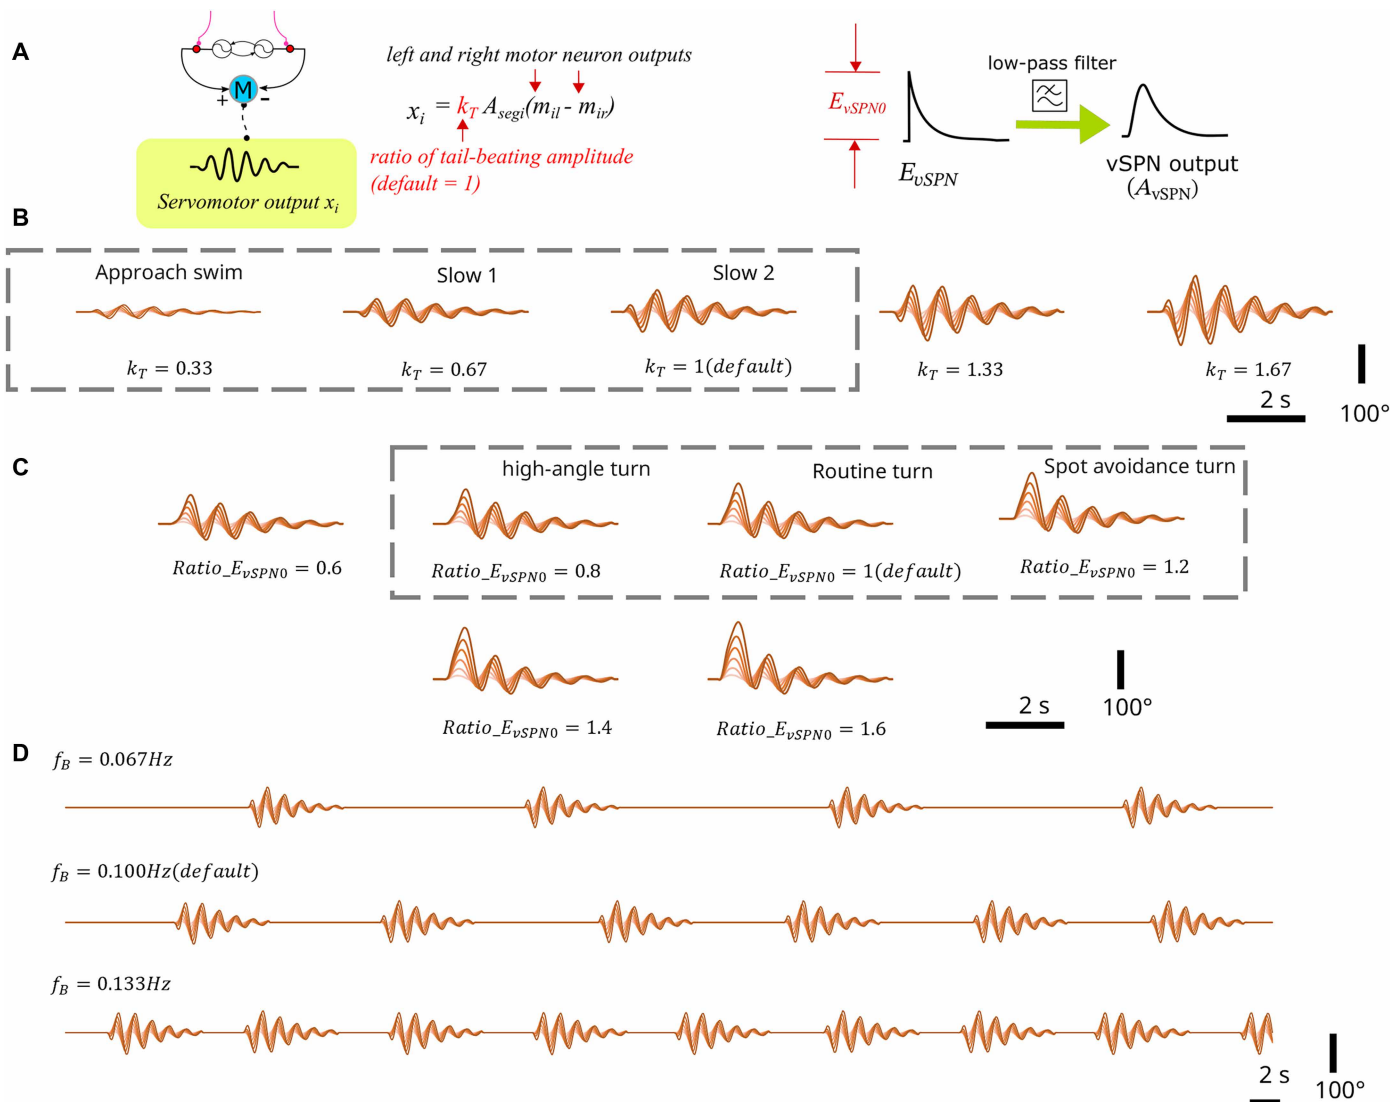 A
left and right motor neuron outputs
M
+ −
x_i = k_T A_segi(m_il - m_ir)
ratio of tail-beating amplitude
(default = 1)
Servomotor output x_i
E_vSPN0
E_vSPN
low-pass filter
vSPN output
(A_vSPN)
B
Approach swim
Slow 1
Slow 2
k_T = 0.33
k_T = 0.67
k_T = 1(default)
k_T = 1.33
k_T = 1.67
2 s
100°
C
high-angle turn
Routine turn
Spot avoidance turn
Ratio_E_vSPN0 = 0.6
Ratio_E_vSPN0 = 0.8
Ratio_E_vSPN0 = 1(default)
Ratio_E_vSPN0 = 1.2
Ratio_E_vSPN0 = 1.4
Ratio_E_vSPN0 = 1.6
2 s
100°
D
f_B = 0.067Hz
f_B = 0.100Hz(default)
f_B = 0.133Hz
2 s
100°